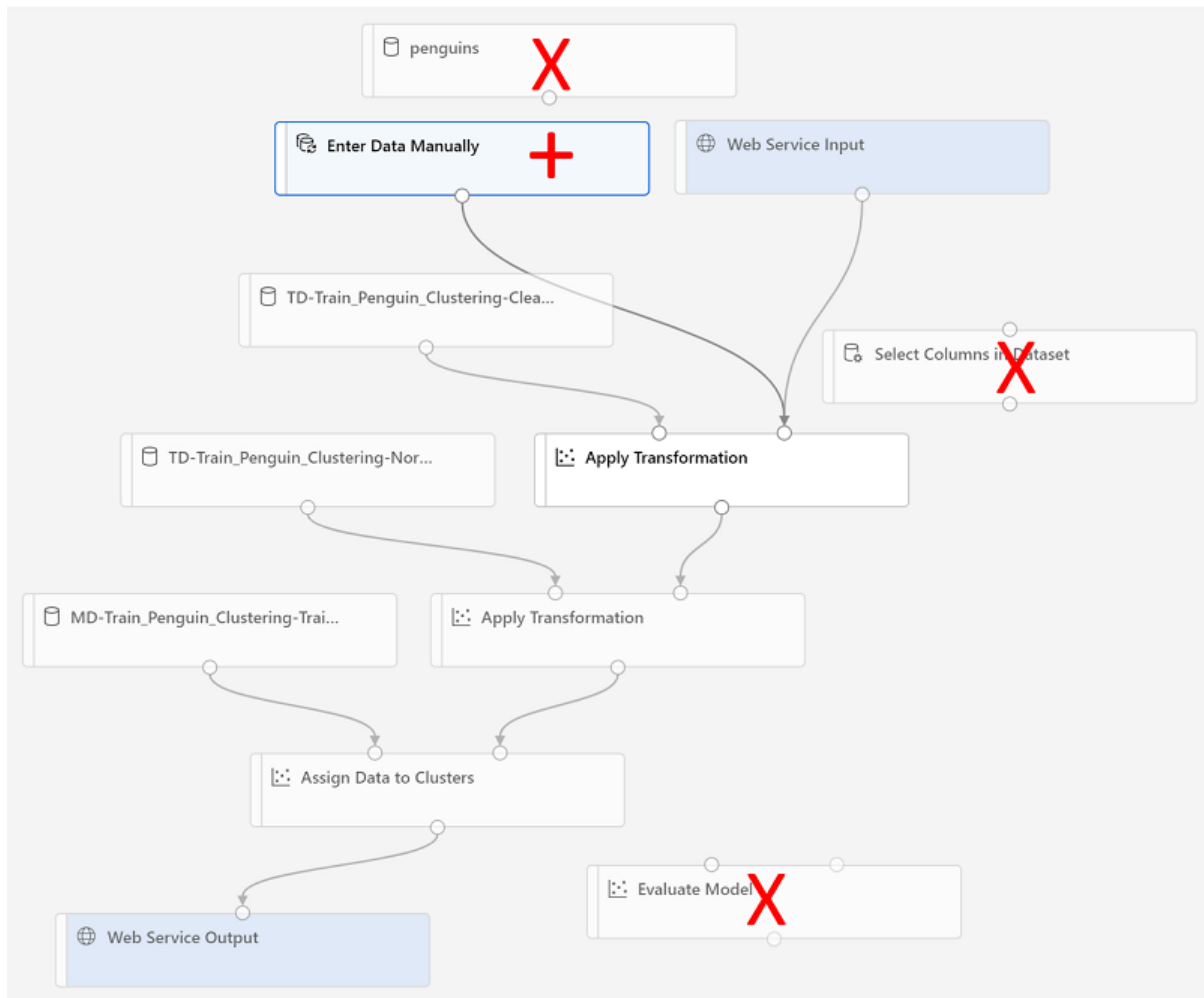 penguins
X
Enter Data Manually
+
Web Service Input
TD-Train_Penguin_Clustering-Clea...
Select Columns in Dataset
X
TD-Train_Penguin_Clustering-Nor...
Apply Transformation
MD-Train_Penguin_Clustering-Trai...
Apply Transformation
Assign Data to Clusters
Evaluate Model
X
Web Service Output